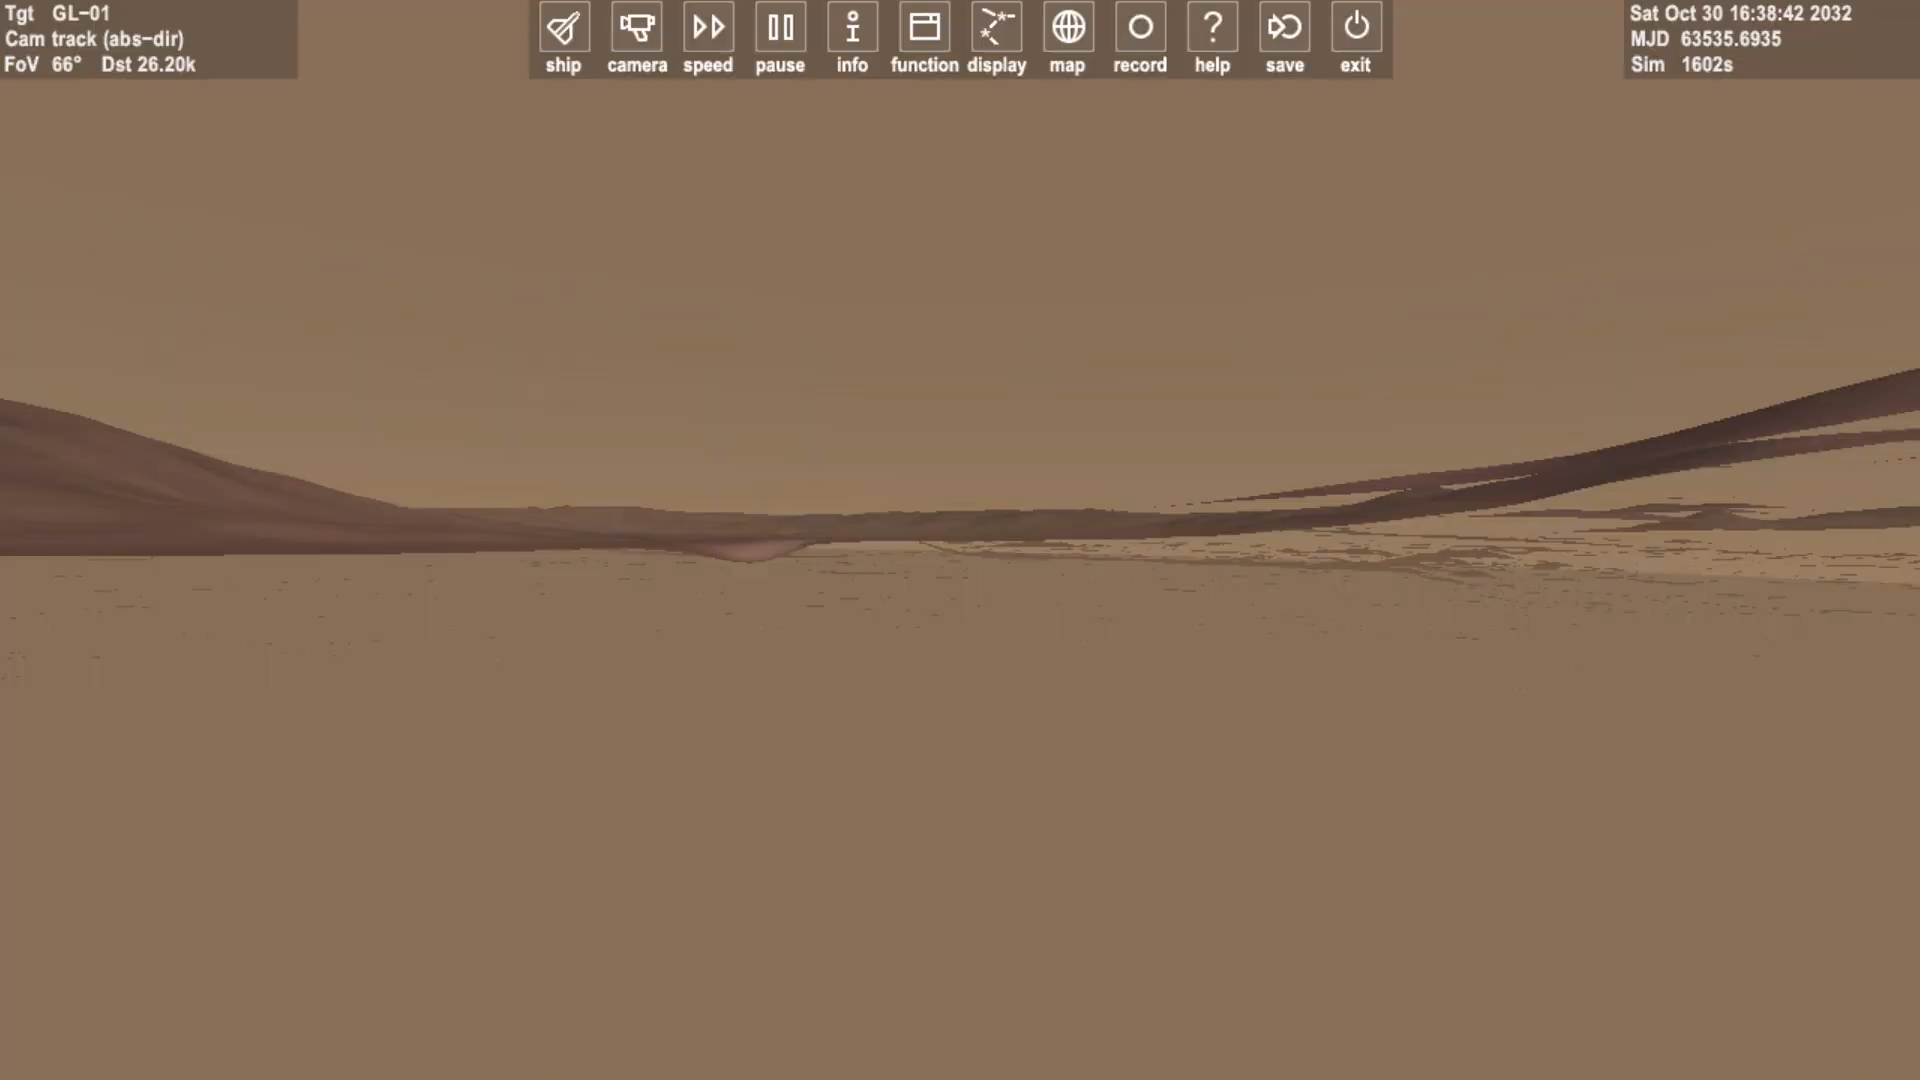 Tgt GL-01
Cam track (abs-dir)
FoV 66° Dst 26.20k
ship camera speed pause info function display map record help save exit
Sat Oct 30 16:38:42 2032
MJD 63535.6935
Sim 1602s